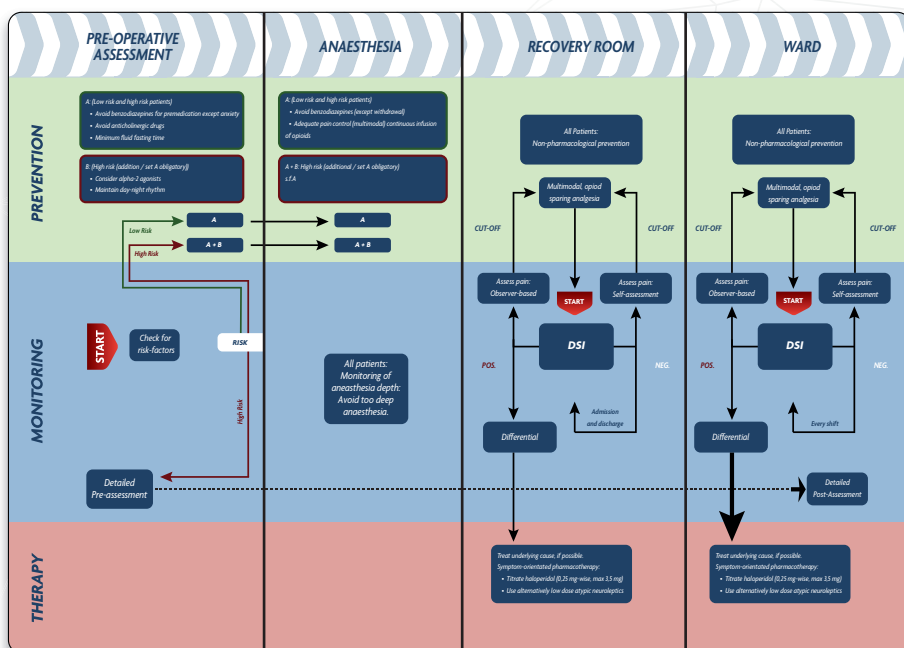 PRE-OPERATIVE
ASSESSMENT
ANAESTHESIA
RECOVERY ROOM
WARD
PREVENTION
A: (Low risk and high risk patients)
• Avoid benzodiazepines for premedication except anxiety
• Avoid anticholinergic drugs
• Minimum fluid fasting time
B: (High risk (addition / set A obligatory))
• Consider alpha-2 agonists
• Maintain day-night rhythm
Low Risk
High Risk
A
A + B
A: (Low risk and high risk patients)
• Avoid benzodiazepines (except withdrawal)
• Adequate pain control (multimodal) continuous infusion
of opioids
A + B: High risk (additional / set A obligatory)
s.f.A
A
A + B
All Patients:
Non-pharmacological prevention
Multimodal, opiod
sparing analgesia
CUT-OFF
CUT-OFF
All Patients:
Non-pharmacological prevention
Multimodal, opiod
sparing analgesia
CUT-OFF
CUT-OFF
MONITORING
START
Check for
risk-factors
RISK
High Risk
Detailed
Pre-assessment
All patients:
Monitoring of
aneasthesia depth:
Avoid too deep
anaesthesia.
Assess pain:
Observer-based
START
Assess pain:
Self-assessment
DSI
POS.
NEG.
Admission
and discharge
Differential
Assess pain:
Observer-based
START
Assess pain:
Self-assessment
DSI
POS.
NEG.
Every shift
Differential
Detailed
Post-Assessment
THERAPY
Treat underlying cause, if possible.
Symptom-orientated pharmacotherapy:
• Titrate haloperidol (0,25 mg-wise, max 3,5 mg)
• Use alternatively low dose atypic neuroleptics
Treat underlying cause, if possible.
Symptom-orientated pharmacotherapy:
• Titrate haloperidol (0,25 mg-wise, max 3,5 mg)
• Use alternatively low dose atypic neuroleptics